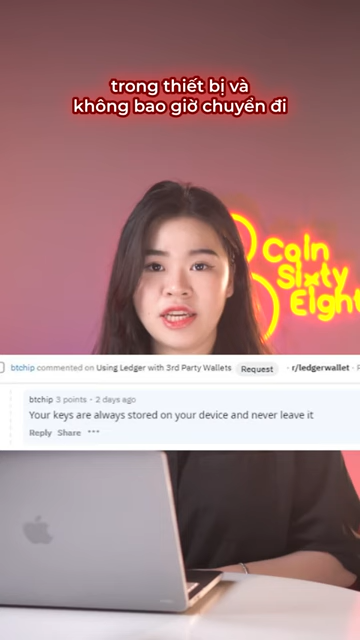 trong thiết bị và
không bao giờ chuyển đi
Coin
Sixty
Eight
btchip commented on Using Ledger with 3rd Party Wallets Request · r/ledgerwallet ·
btchip 3 points · 2 days ago
Your keys are always stored on your device and never leave it
Reply Share •••